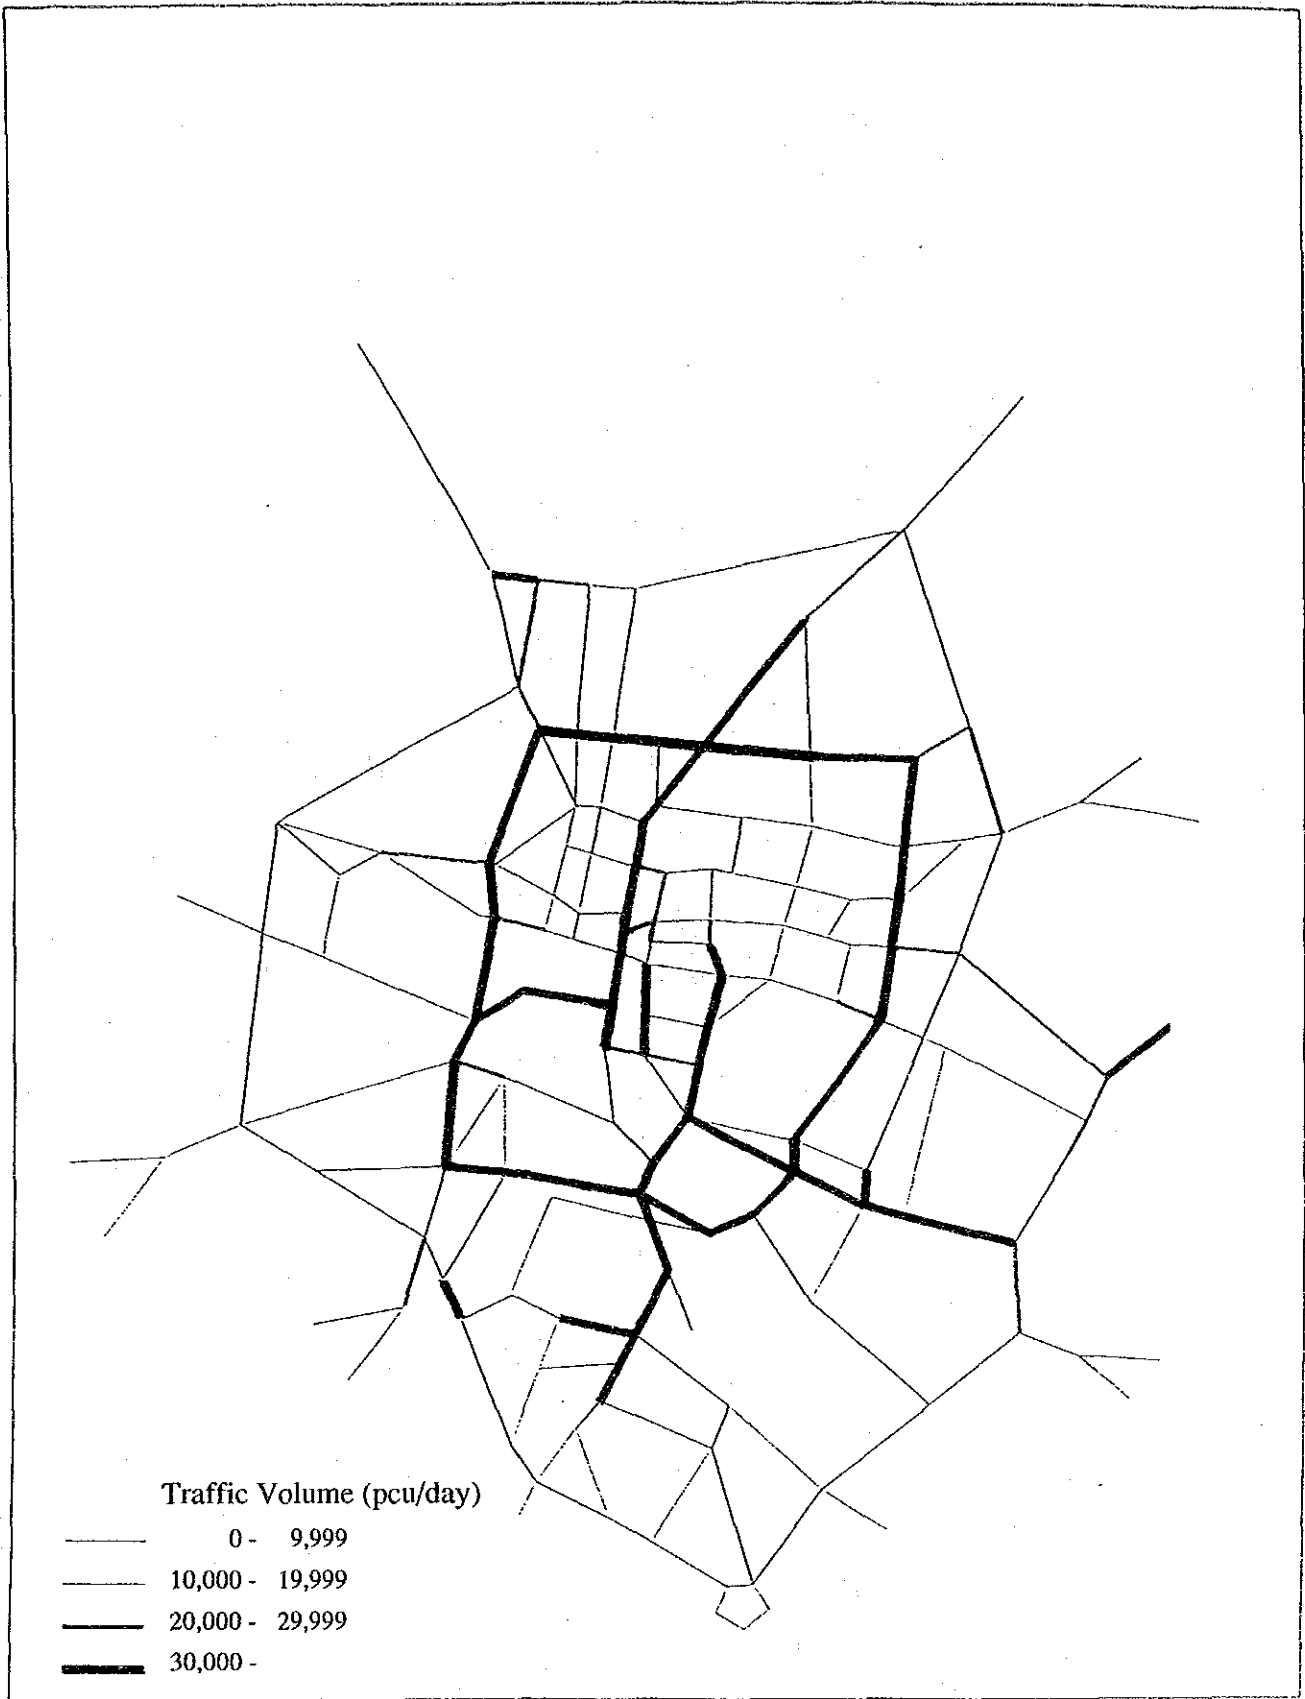 Traffic Volume (pcu/day)
0 - 9,999
10,000 - 19,999
20,000 - 29,999
30,000 -